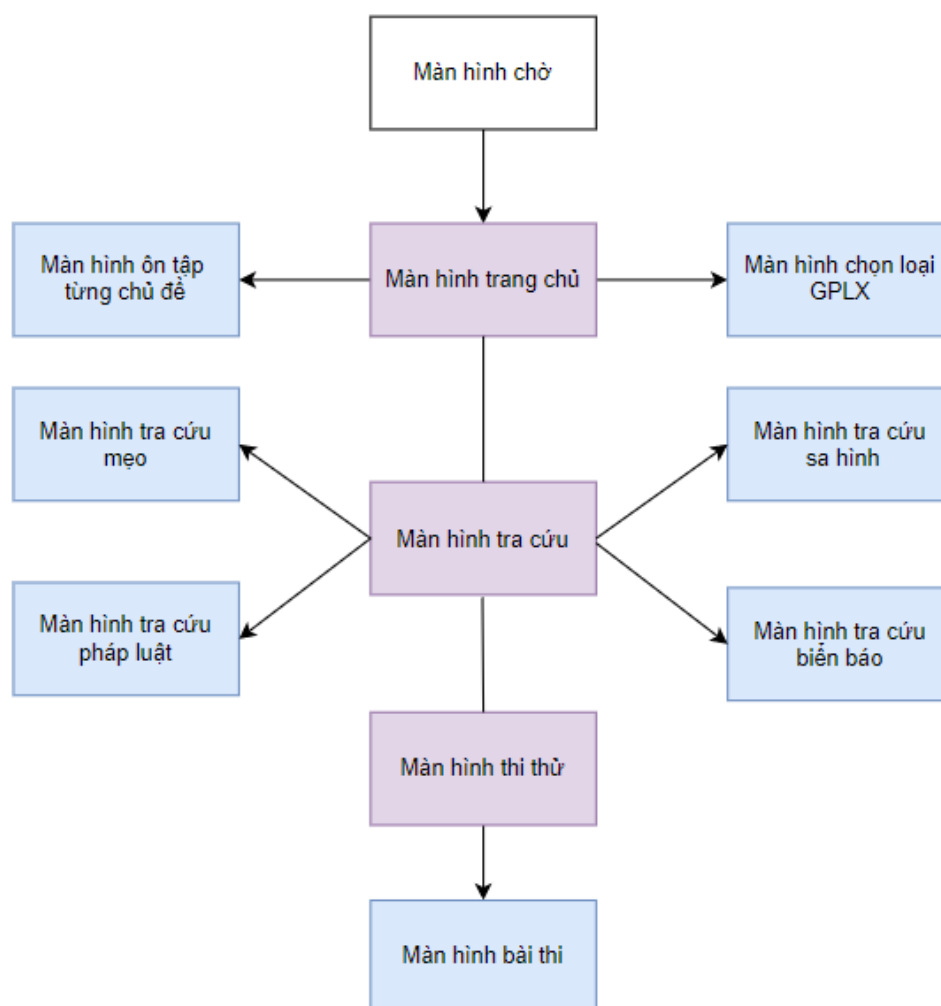 Màn hình chờ
Màn hình ôn tập
từng chủ đề
Màn hình trang chủ
Màn hình chọn loại
GPLX
Màn hình tra cứu
mẹo
Màn hình tra cứu
sa hình
Màn hình tra cứu
Màn hình tra cứu
pháp luật
Màn hình tra cứu
biển báo
Màn hình thi thử
Màn hình bài thi